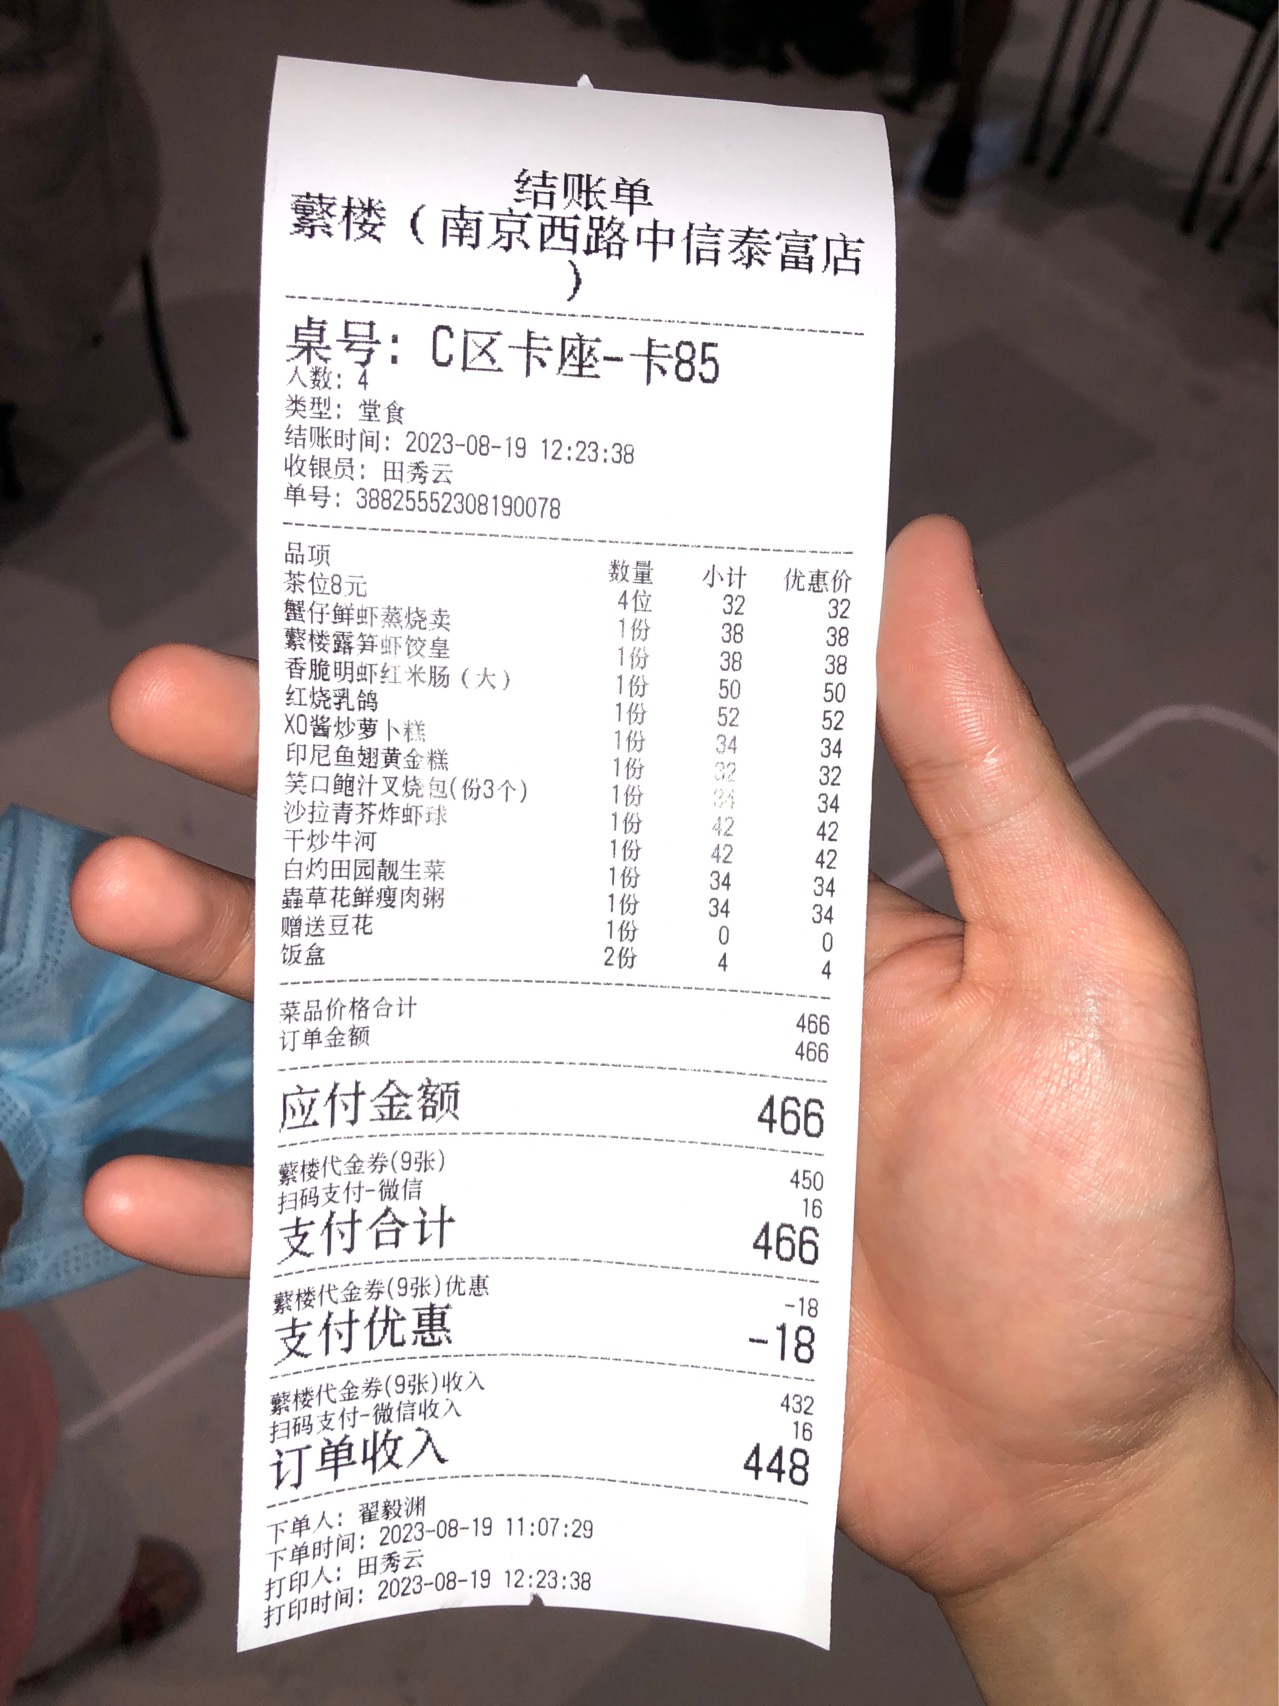 结账单
蘩楼（南京西路中信泰富店
）
桌号：C区卡座-卡85
人数：4
类型：堂食
结账时间：2023-08-19 12:23:38
收银员：田秀云
单号：38825552308190078
品项 数量 小计 优惠价
茶位8元 4位 32 32
蟹仔鲜虾蒸烧卖 1份 38 38
蘩楼露笋虾饺皇 1份 38 38
香脆明虾红米肠（大） 1份 50 50
红烧乳鸽 1份 52 52
XO酱炒萝卜糕 1份 34 34
印尼鱼翅黄金糕 1份 32 32
笑口鲍汁叉烧包(份3个) 1份 34 34
沙拉青芥炸虾球 1份 42 42
干炒牛河 1份 42 42
白灼田园靓生菜 1份 34 34
蟲草花鲜瘦肉粥 1份 34 34
赠送豆花 1份 0 0
饭盒 2份 4 4
菜品价格合计 466
订单金额 466
应付金额 466
蘩楼代金券(9张) 450
扫码支付-微信 16
支付合计 466
蘩楼代金券(9张)优惠 -18
支付优惠 -18
蘩楼代金券(9张)收入 432
扫码支付-微信收入 16
订单收入 448
下单人：翟毅渊
下单时间：2023-08-19 11:07:29
打印人：田秀云
打印时间：2023-08-19 12:23:38